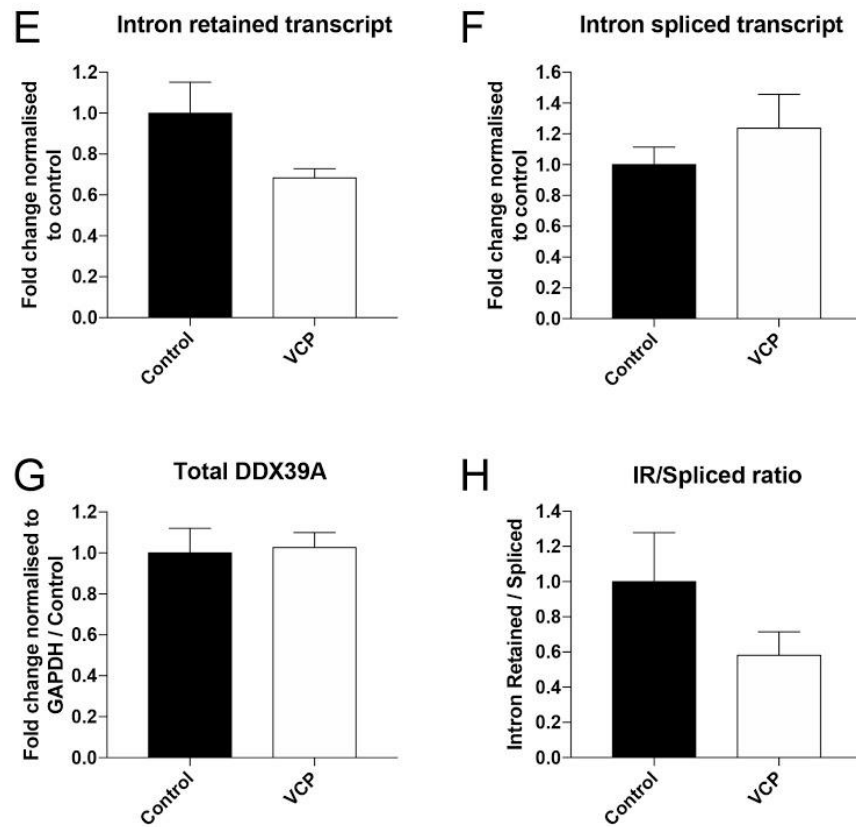 E Intron retained transcript
Fold change normalised
to control
1.2
1.0
0.8
0.6
0.4
0.2
0.0
Control
VCP
F Intron spliced transcript
Fold change normalised
to control
1.6
1.4
1.2
1.0
0.8
0.6
0.4
0.2
0.0
Control
VCP
G Total DDX39A
Fold change normalised to
GAPDH / Control
1.2
1.0
0.8
0.6
0.4
0.2
0.0
Control
VCP
H IR/Spliced ratio
Intron Retained / Spliced
1.4
1.2
1.0
0.8
0.6
0.4
0.2
0.0
Control
VCP